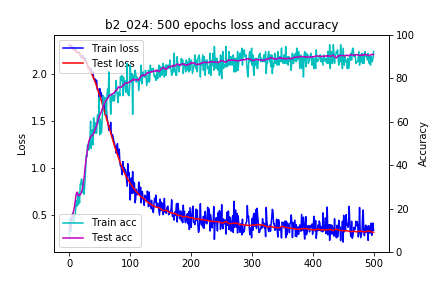 b2_024: 500 epochs loss and accuracy
Train loss
Test loss
Train acc
Test acc
Loss
2.0
1.5
1.0
0.5
Accuracy
100
80
60
40
20
0
0 100 200 300 400 500